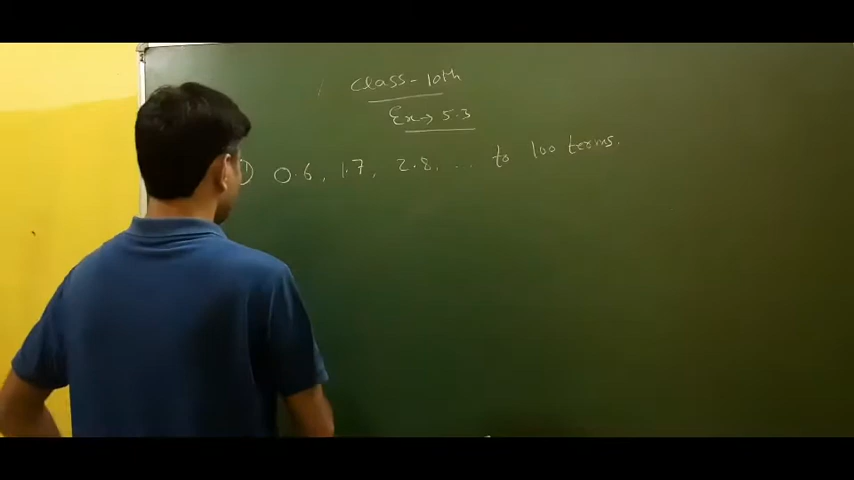 Class - 10th
Ex → 5.3
1) 0.6, 1.7, 2.8, ... to 100 terms.